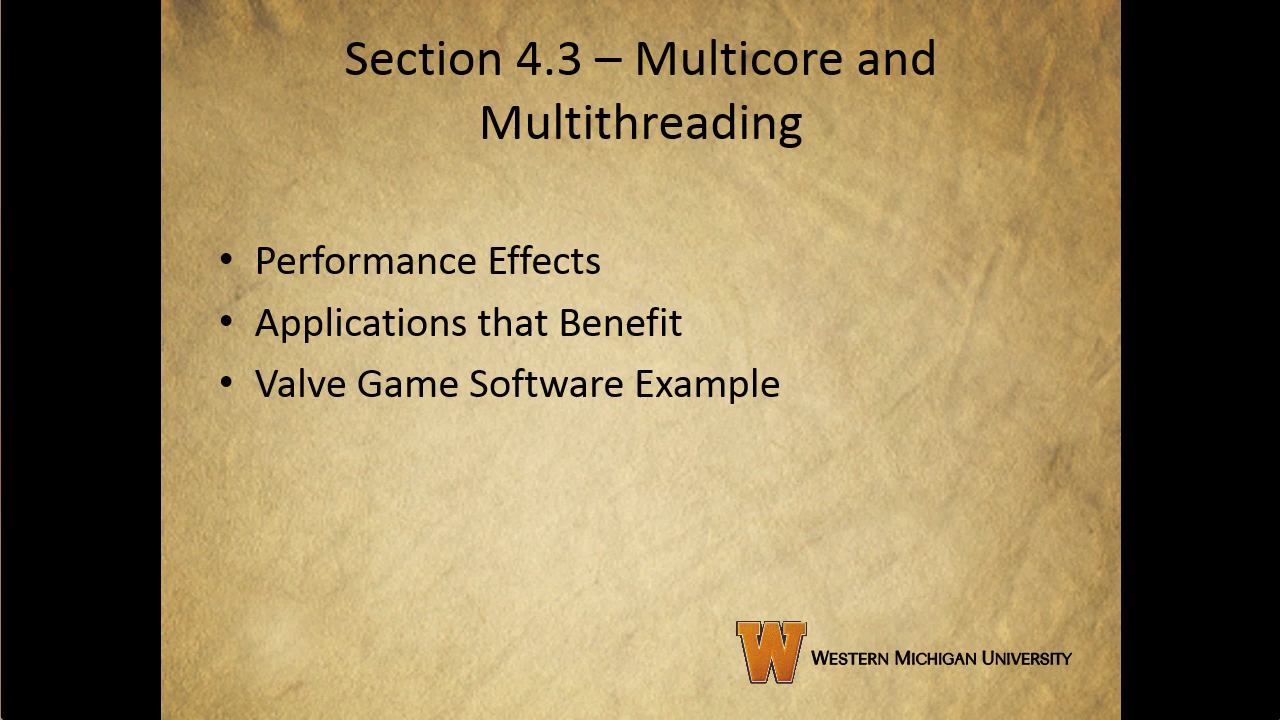 Section 4.3 – Multicore and
Multithreading
• Performance Effects
• Applications that Benefit
• Valve Game Software Example
W WESTERN MICHIGAN UNIVERSITY